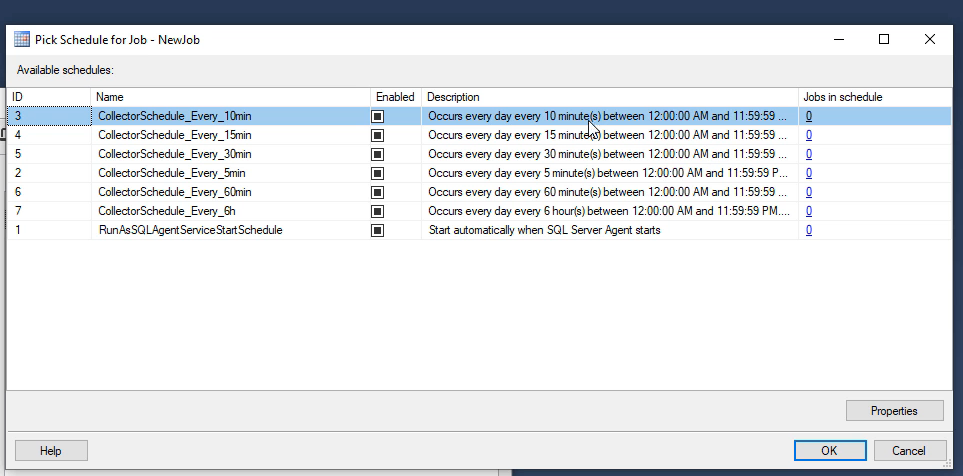 Pick Schedule for Job - NewJob
Available schedules:
ID Name Enabled Description Jobs in schedule
3 CollectorSchedule_Every_10min Occurs every day every 10 minute(s) between 12:00:00 AM and 11:59:59 ... 0
4 CollectorSchedule_Every_15min Occurs every day every 15 minute(s) between 12:00:00 AM and 11:59:59 ... 0
5 CollectorSchedule_Every_30min Occurs every day every 30 minute(s) between 12:00:00 AM and 11:59:59 ... 0
2 CollectorSchedule_Every_5min Occurs every day every 5 minute(s) between 12:00:00 AM and 11:59:59 P... 0
6 CollectorSchedule_Every_60min Occurs every day every 60 minute(s) between 12:00:00 AM and 11:59:59 ... 0
7 CollectorSchedule_Every_6h Occurs every day every 6 hour(s) between 12:00:00 AM and 11:59:59 PM.... 0
1 RunAsSQLAgentServiceStartSchedule Start automatically when SQL Server Agent starts 0
Properties
Help OK Cancel